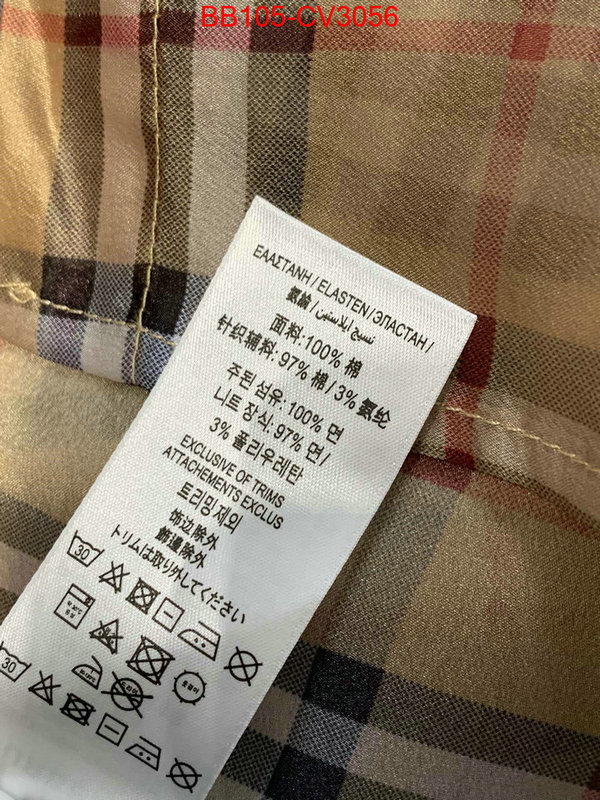 BB105-CV3056
ΕΛΑΣΤΑΝΗ / ELASTEN / ЭЛАСТАН /
氨綸 / نسيج إيلاستين /
面料: 100% 棉
针织辅料: 97% 棉 / 3% 氨纶
주된 섬유: 100% 면
니트 장식: 97% 면/
3% 폴리우레탄
EXCLUSIVE OF TRIMS
ATTACHEMENTS EXCLUS
트리밍 제외
饰边除外
飾邊除外
トリムは取り外してください
30
30